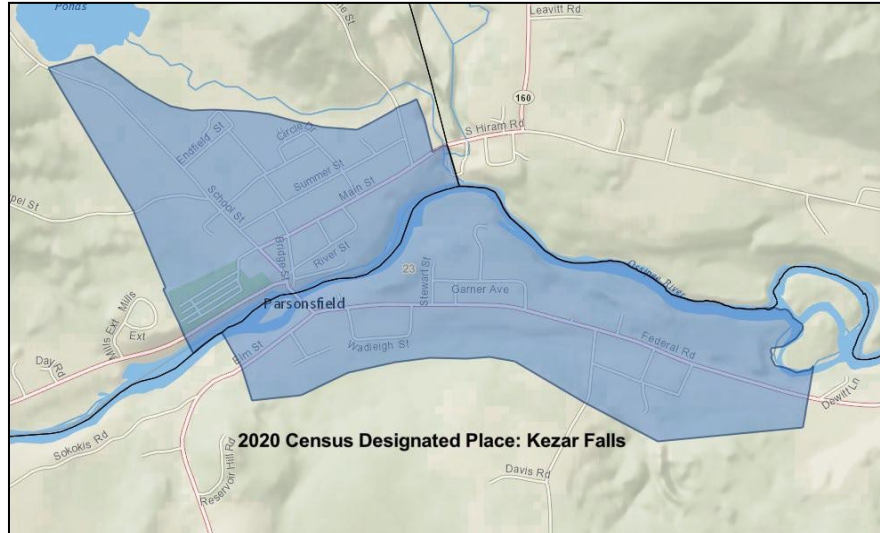 Ponds
Leavitt Rd
160
S Hiram Rd
Endfield St
Circle Dr
Summer St
Main St
School St
Bridge St
River St
23
Stewart St
Garner Ave
Ossipee River
Parsonsfield
Mills
Mills Ext
Ext
Day Rd
Elm St
Wadleigh St
Federal Rd
Dewitt Ln
2020 Census Designated Place: Kezar Falls
Sokokis Rd
Reservoir Hill Rd
Davis Rd